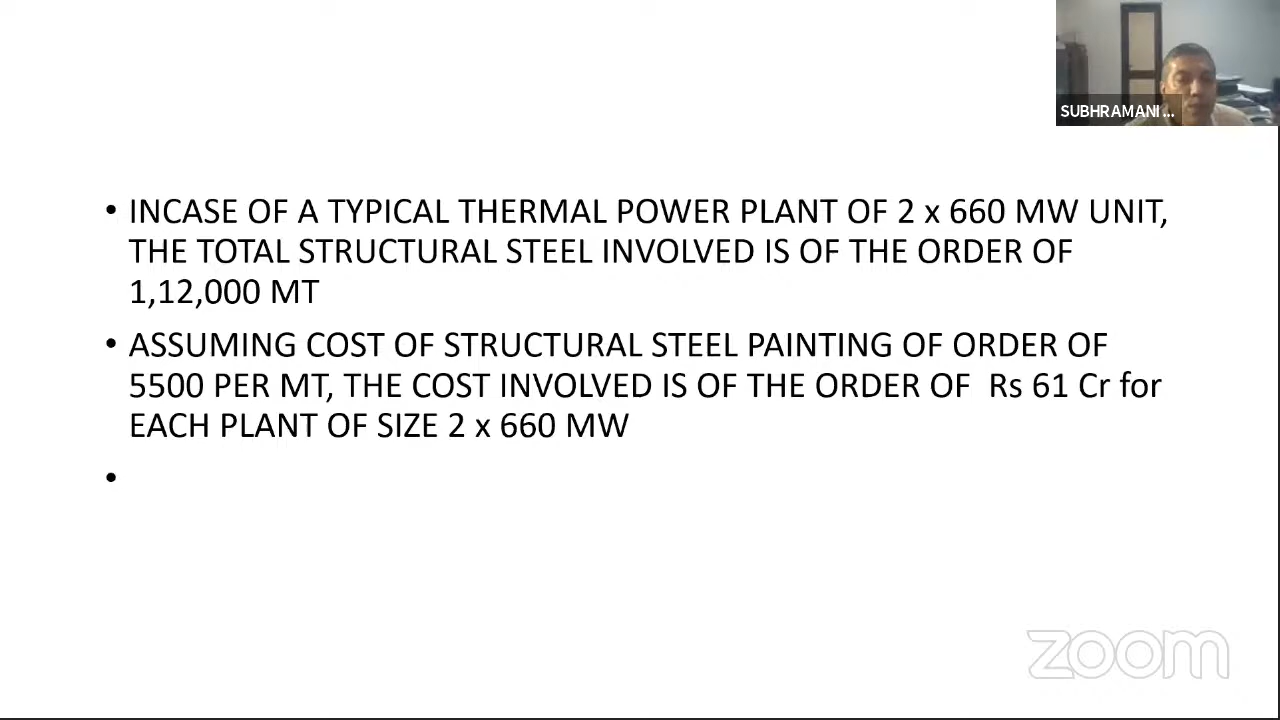 SUBHRAMANI ...
• INCASE OF A TYPICAL THERMAL POWER PLANT OF 2 x 660 MW UNIT,
THE TOTAL STRUCTURAL STEEL INVOLVED IS OF THE ORDER OF
1,12,000 MT
• ASSUMING COST OF STRUCTURAL STEEL PAINTING OF ORDER OF
5500 PER MT, THE COST INVOLVED IS OF THE ORDER OF  Rs 61 Cr for
EACH PLANT OF SIZE 2 x 660 MW
•
zoom